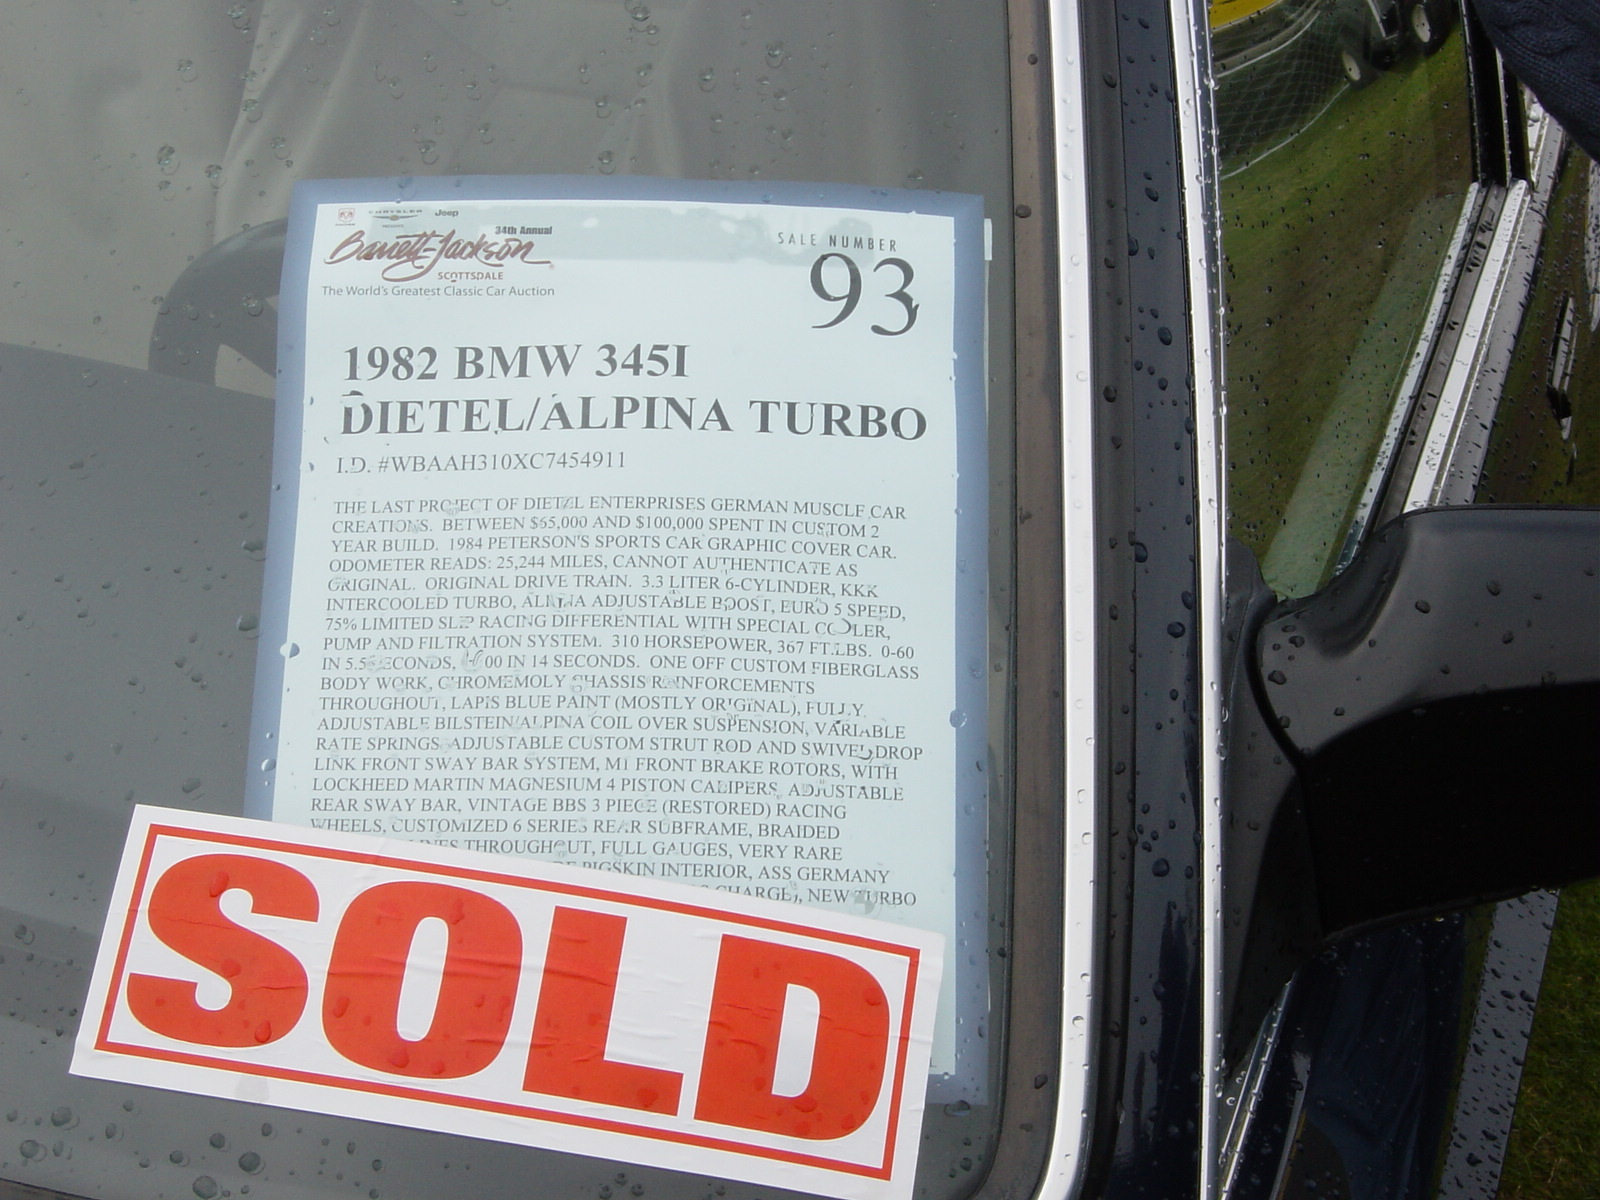 CHRYSLER Jeep
34th Annual
Barrett-Jackson
SCOTTSDALE
The World's Greatest Classic Car Auction
SALE NUMBER
93
1982 BMW 345I
DIETEL/ALPINA TURBO
I.D. #WBAAH310XC7454911
THE LAST PROJECT OF DIETEL ENTERPRISES GERMAN MUSCLE CAR
CREATIONS. BETWEEN $65,000 AND $100,000 SPENT IN CUSTOM 2
YEAR BUILD. 1984 PETERSON'S SPORTS CAR GRAPHIC COVER CAR.
ODOMETER READS: 25,244 MILES, CANNOT AUTHENTICATE AS
ORIGINAL. ORIGINAL DRIVE TRAIN. 3.3 LITER 6-CYLINDER, KKK
INTERCOOLED TURBO, ALPINA ADJUSTABLE BOOST, EURO 5 SPEED,
75% LIMITED SLIP RACING DIFFERENTIAL WITH SPECIAL COOLER,
PUMP AND FILTRATION SYSTEM. 310 HORSEPOWER, 367 FT.LBS. 0-60
IN 5.5 SECONDS, 00 IN 14 SECONDS. ONE OFF CUSTOM FIBERGLASS
BODY WORK, CHROMEMOLY CHASSIS REINFORCEMENTS
THROUGHOUT, LAPIS BLUE PAINT (MOSTLY ORIGINAL), FULLY
ADJUSTABLE BILSTEIN/ALPINA COIL OVER SUSPENSION, VARIABLE
RATE SPRINGS, ADJUSTABLE CUSTOM STRUT ROD AND SWIVEL DROP
LINK FRONT SWAY BAR SYSTEM, M1 FRONT BRAKE ROTORS, WITH
LOCKHEED MARTIN MAGNESIUM 4 PISTON CALIPERS, ADJUSTABLE
REAR SWAY BAR, VINTAGE BBS 3 PIECE (RESTORED) RACING
WHEELS, CUSTOMIZED 6 SERIES REAR SUBFRAME, BRAIDED
LINES THROUGHOUT, FULL GAUGES, VERY RARE
PIGSKIN INTERIOR, ASS GERMANY
CHARGE), NEW TURBO
SOLD